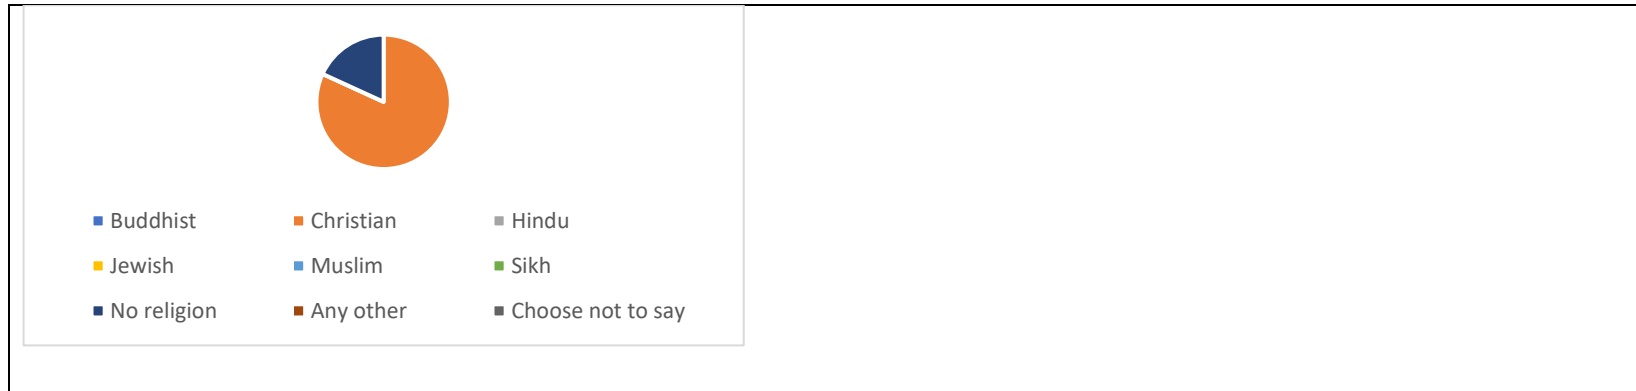 Buddhist Christian Hindu
Jewish Muslim Sikh
No religion Any other Choose not to say